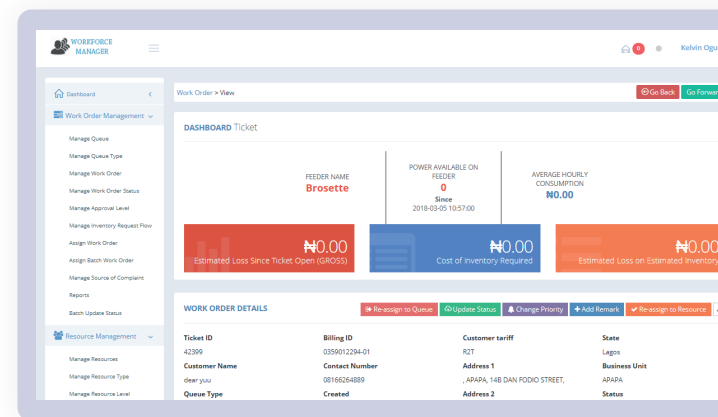 WORKFORCE
MANAGER
0
Kelvin Ogu
Dashboard
Work Order > View
Go Back
Go Forwar
Work Order Management
DASHBOARD Ticket
Manage Queue
Manage Queue Type
Manage Work Order
Manage Work Order Status
Manage Approval Level
Manage Inventory Request Flow
Assign Work Order
Assign Batch Work Order
Manage Source of Complaint
Reports
Batch Update Status
Resource Management
Manage Resources
Manage Resource Type
Manage Resource Level
FEEDER NAME
Brosette
POWER AVAILABLE ON
FEEDER
0
Since
2018-03-05 10:57:00
AVERAGE HOURLY
CONSUMPTION
₦0.00
₦0.00
Estimated Loss Since Ticket Open (GROSS)
₦0.00
Cost of Inventory Required
₦0.00
Estimated Loss on Estimated Inventory
WORK ORDER DETAILS
Re-assign to Queue
Update Status
Change Priority
Add Remark
Re-assign to Resource
Ticket ID Billing ID Customer tariff State
42399 0359012294-01 R2T Lagos
Customer Name Contact Number Address 1 Business Unit
dear yuu 08166264889 , APAPA, 14B DAN FODIO STREET, APAPA
Queue Type Created Address 2 Status